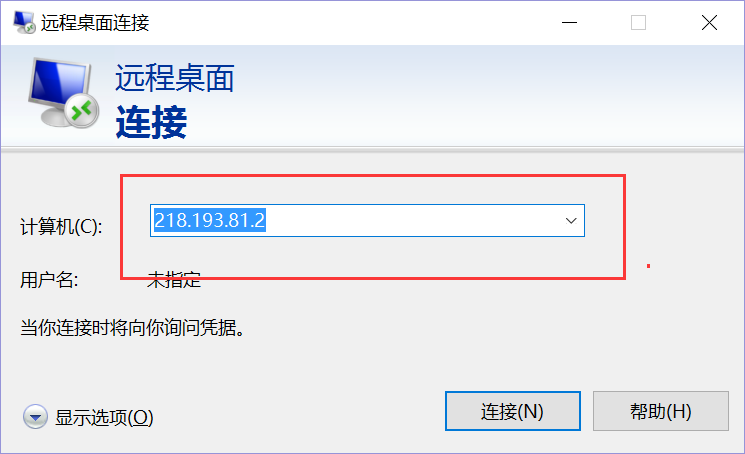 远程桌面连接
远程桌面
连接
计算机(C): 218.193.81.2
用户名: 未指定
当你连接时将向你询问凭据。
显示选项(O) 连接(N) 帮助(H)